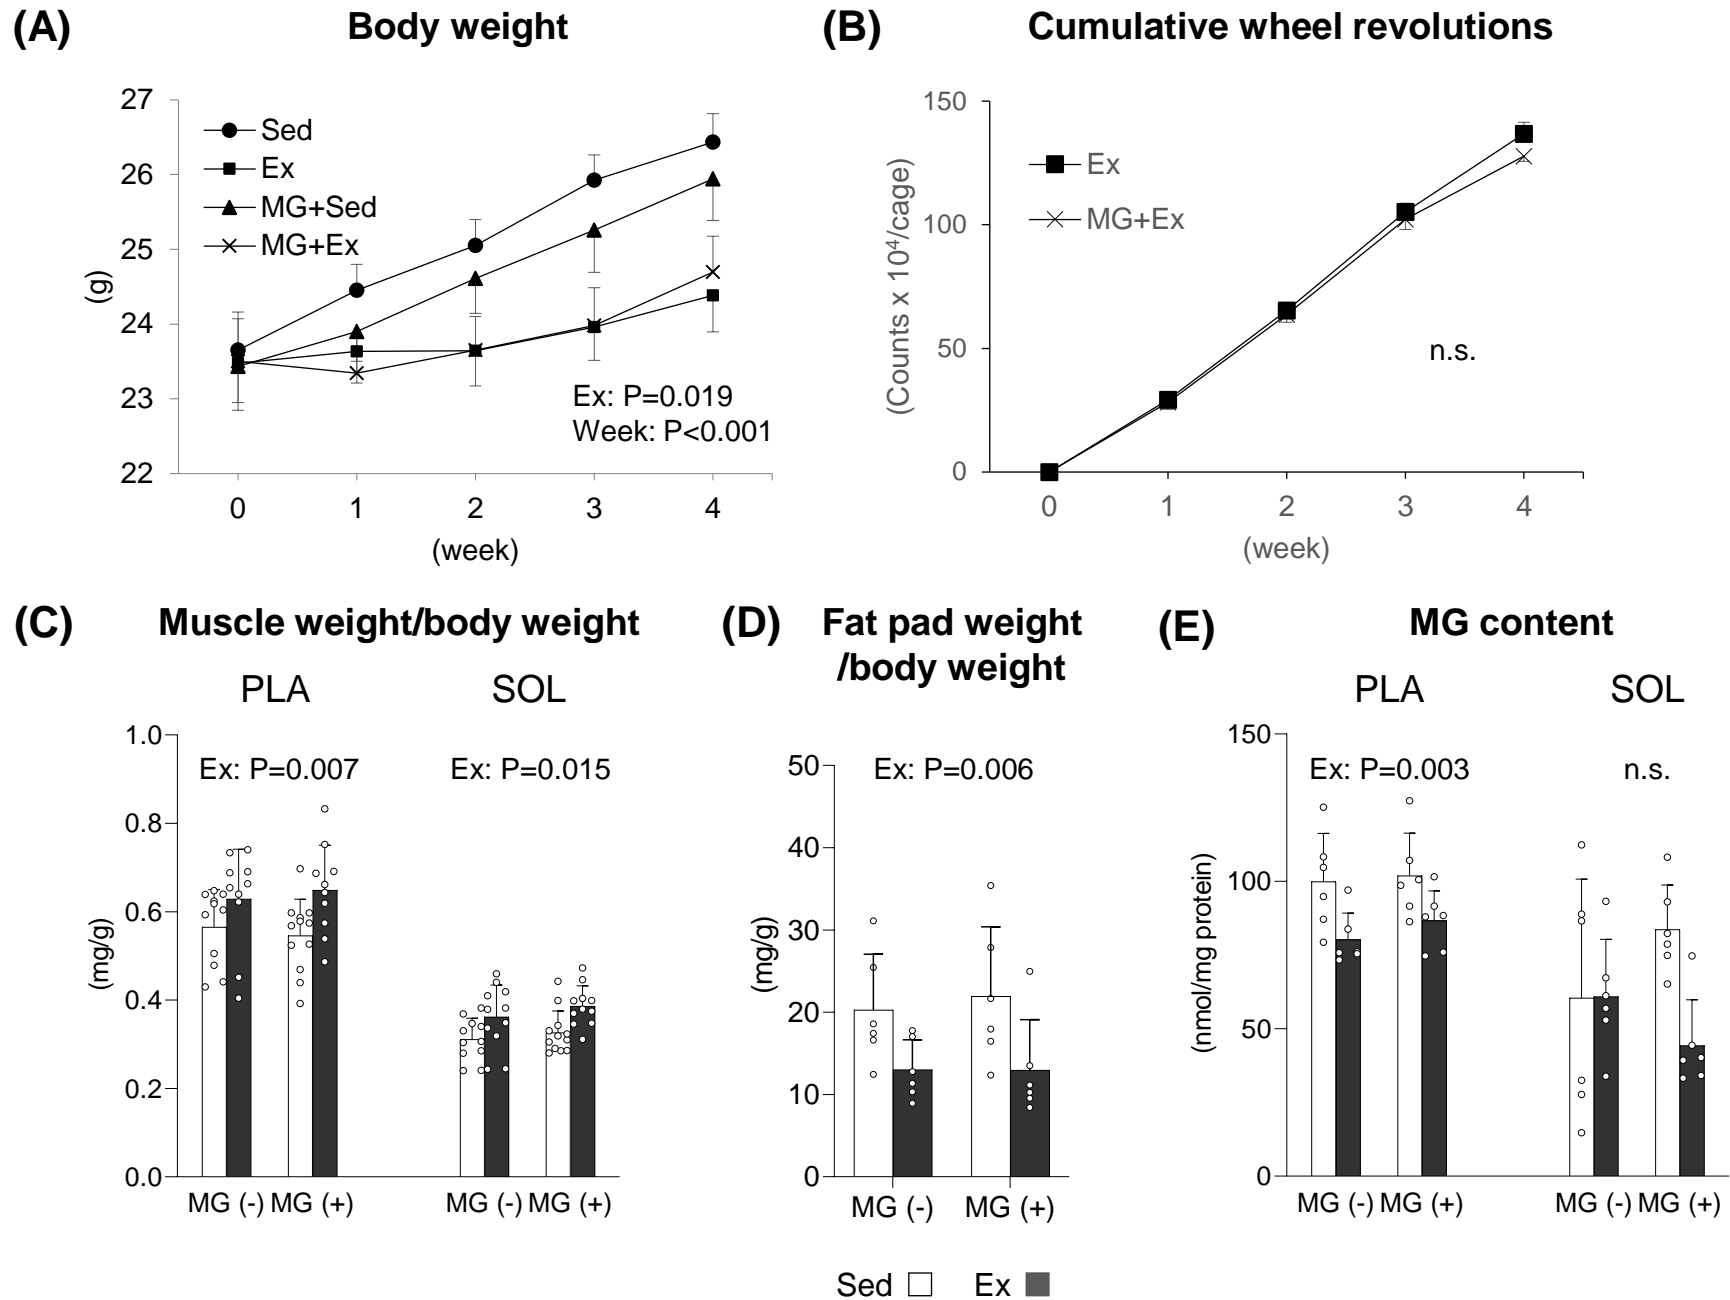 (A) Body weight
27
26
25
24
23
22
(g)
Sed
Ex
MG+Sed
MG+Ex
Ex: P=0.019
Week: P<0.001
0 1 2 3 4
(week)
(B) Cumulative wheel revolutions
150
100
50
0
(Counts x 10⁴/cage)
Ex
MG+Ex
n.s.
0 1 2 3 4
(week)
(C) Muscle weight/body weight
PLA SOL
1.0
0.8
0.6
0.4
0.2
0.0
(mg/g)
Ex: P=0.007 Ex: P=0.015
MG (-) MG (+) MG (-) MG (+)
(D) Fat pad weight
/body weight
50
40
30
20
10
0
(mg/g)
Ex: P=0.006
MG (-) MG (+)
(E) MG content
PLA SOL
150
100
50
0
(nmol/mg protein)
Ex: P=0.003 n.s.
MG (-) MG (+) MG (-) MG (+)
Sed Ex